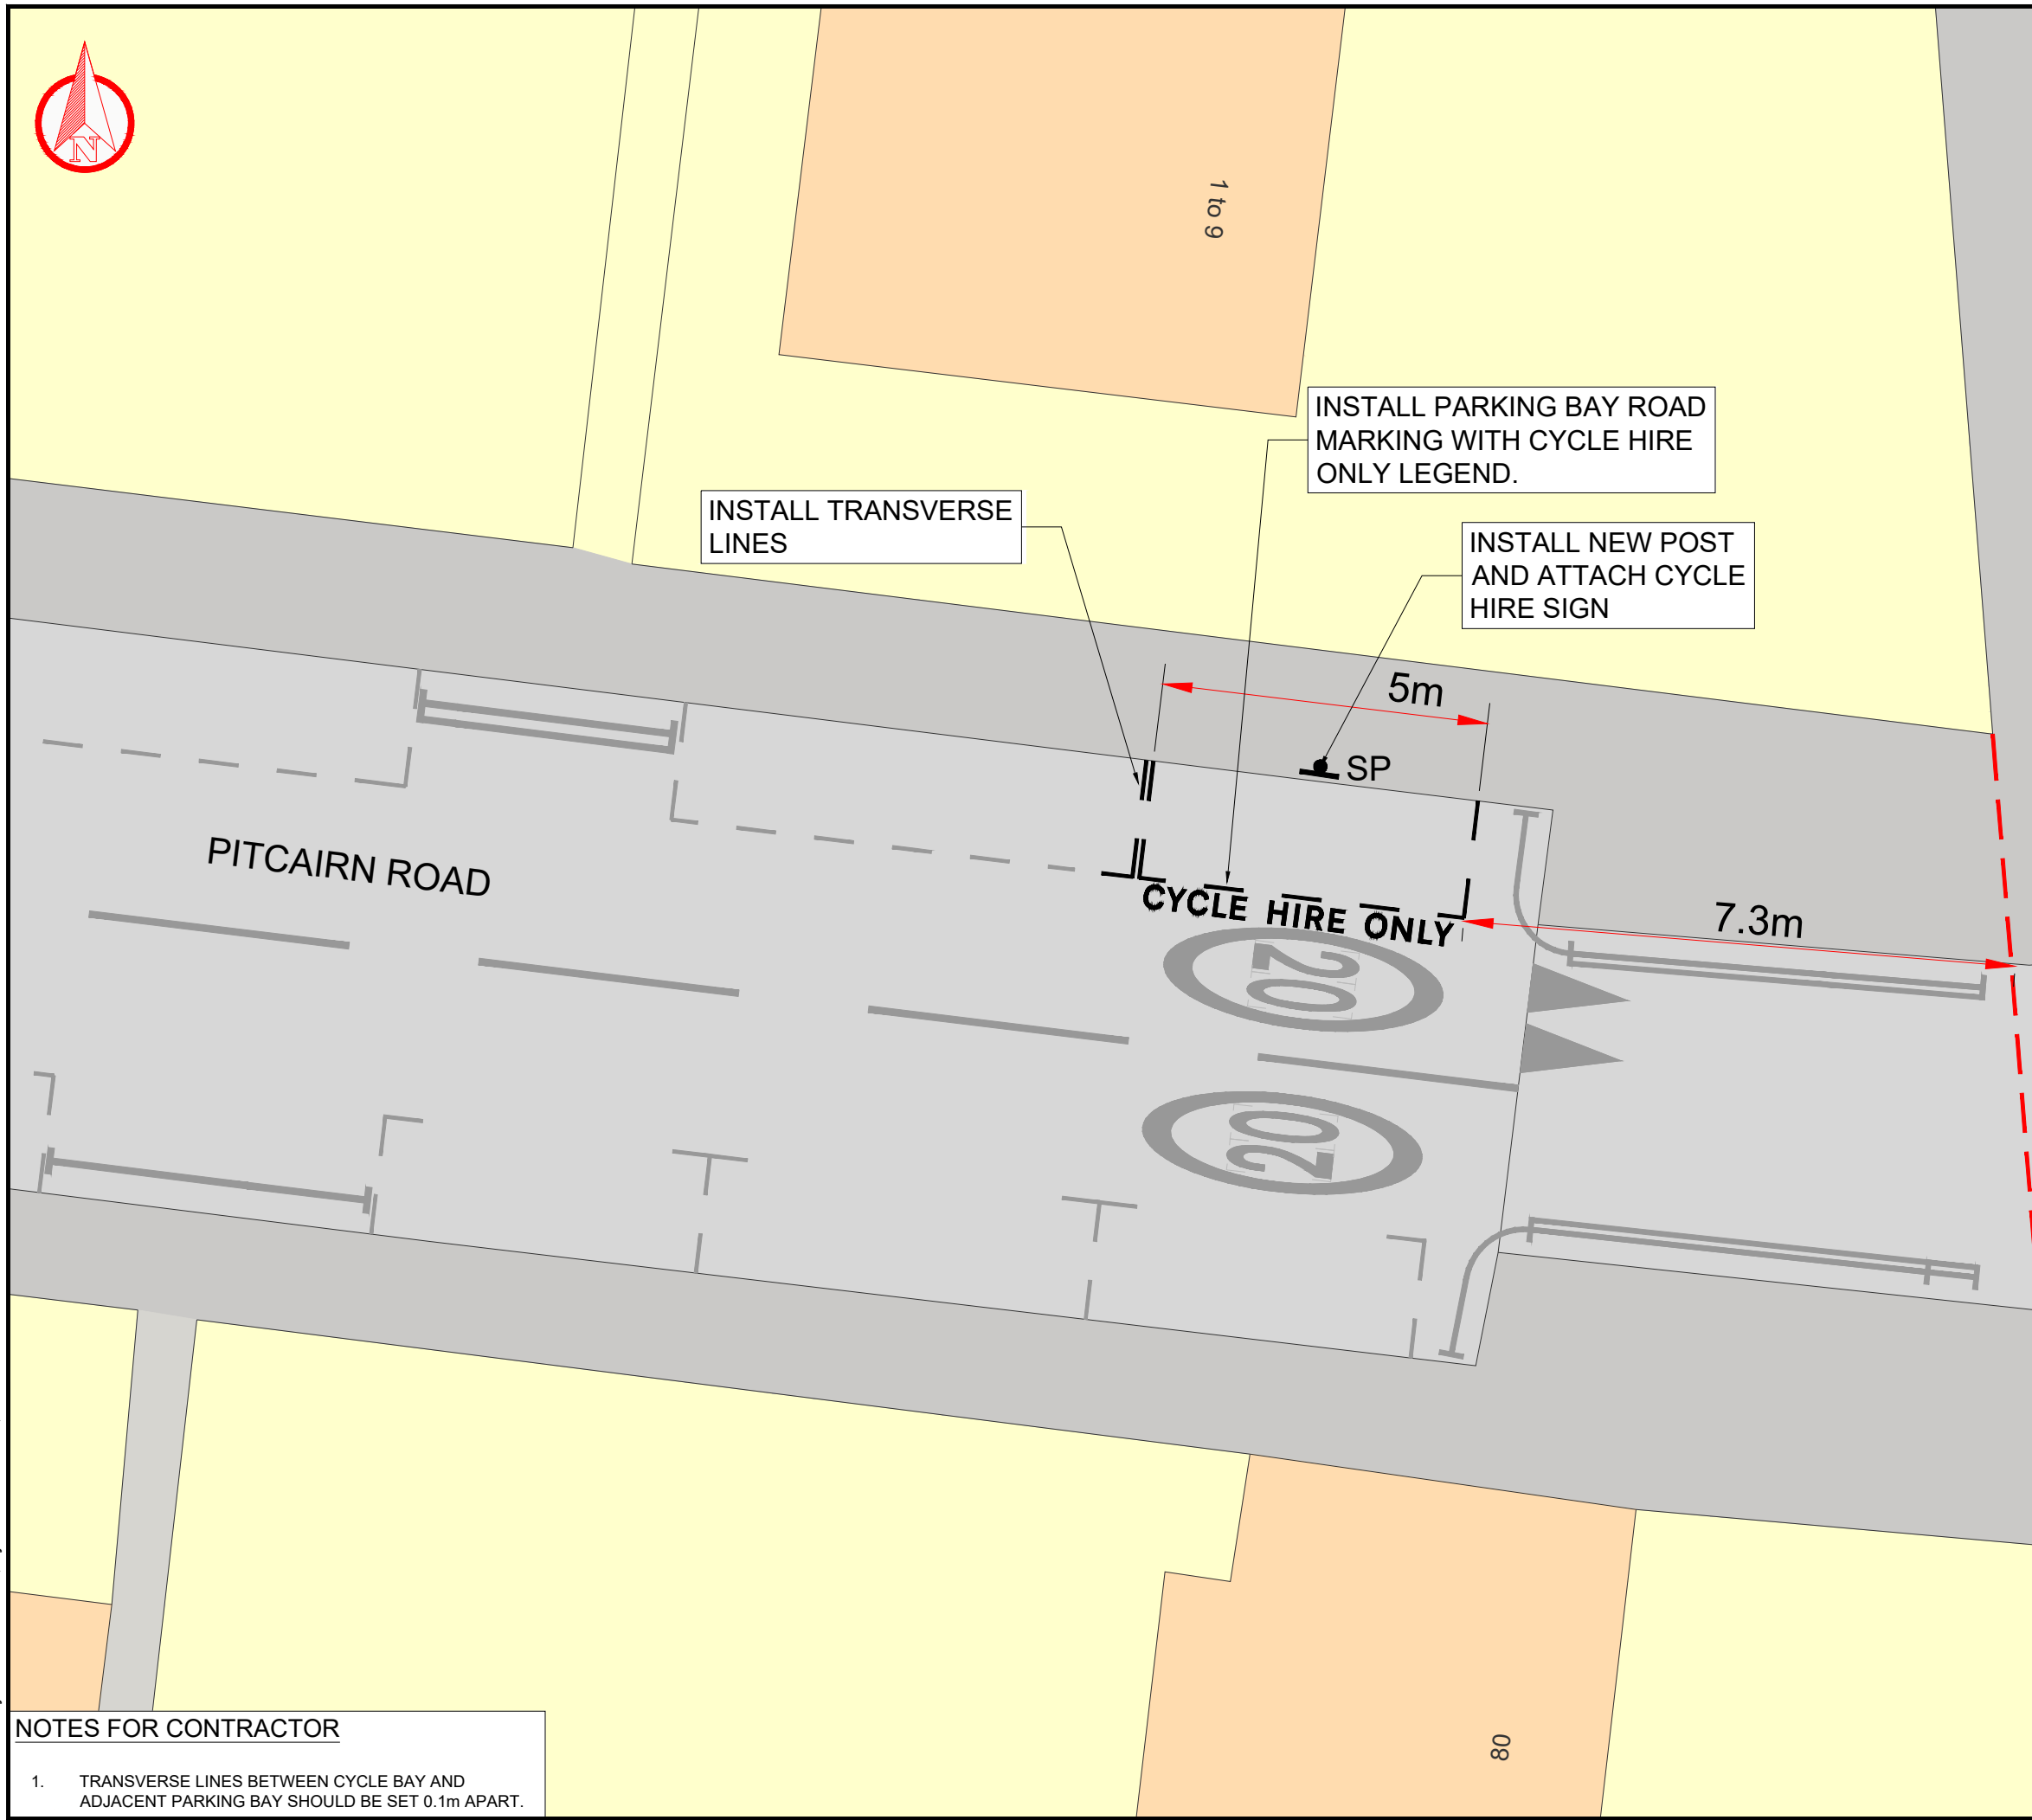 N
1 to 9
INSTALL PARKING BAY ROAD
MARKING WITH CYCLE HIRE
ONLY LEGEND.
INSTALL TRANSVERSE
LINES
INSTALL NEW POST
AND ATTACH CYCLE
HIRE SIGN
5m
SP
PITCAIRN ROAD
CYCLE HIRE ONLY
7.3m
20
20
80
NOTES FOR CONTRACTOR
1. TRANSVERSE LINES BETWEEN CYCLE BAY AND
ADJACENT PARKING BAY SHOULD BE SET 0.1m APART.